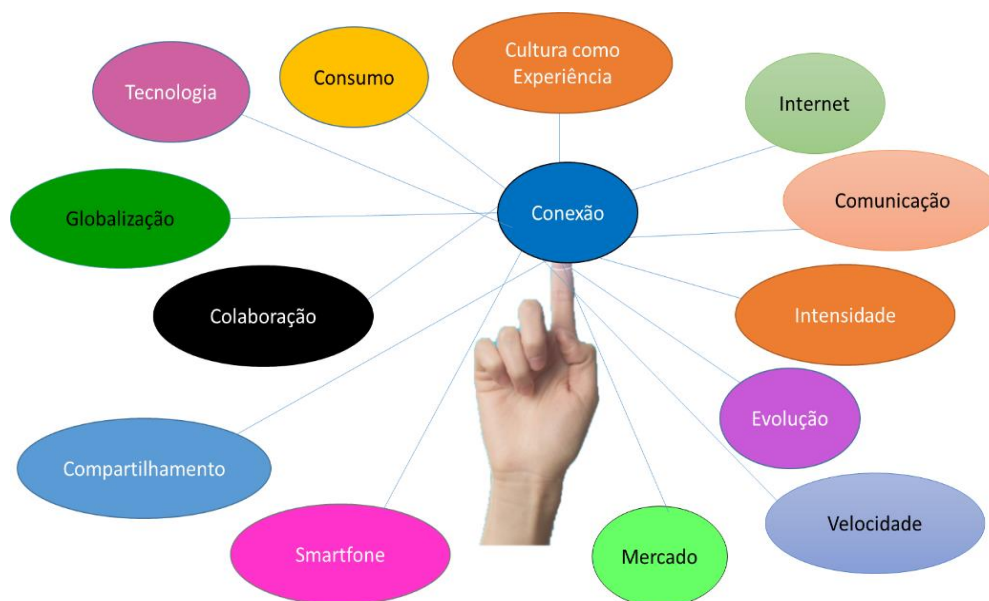 Cultura como
Experiência
Consumo
Tecnologia
Internet
Comunicação
Conexão
Globalização
Colaboração
Intensidade
Evolução
Compartilhamento
Velocidade
Smartfone
Mercado